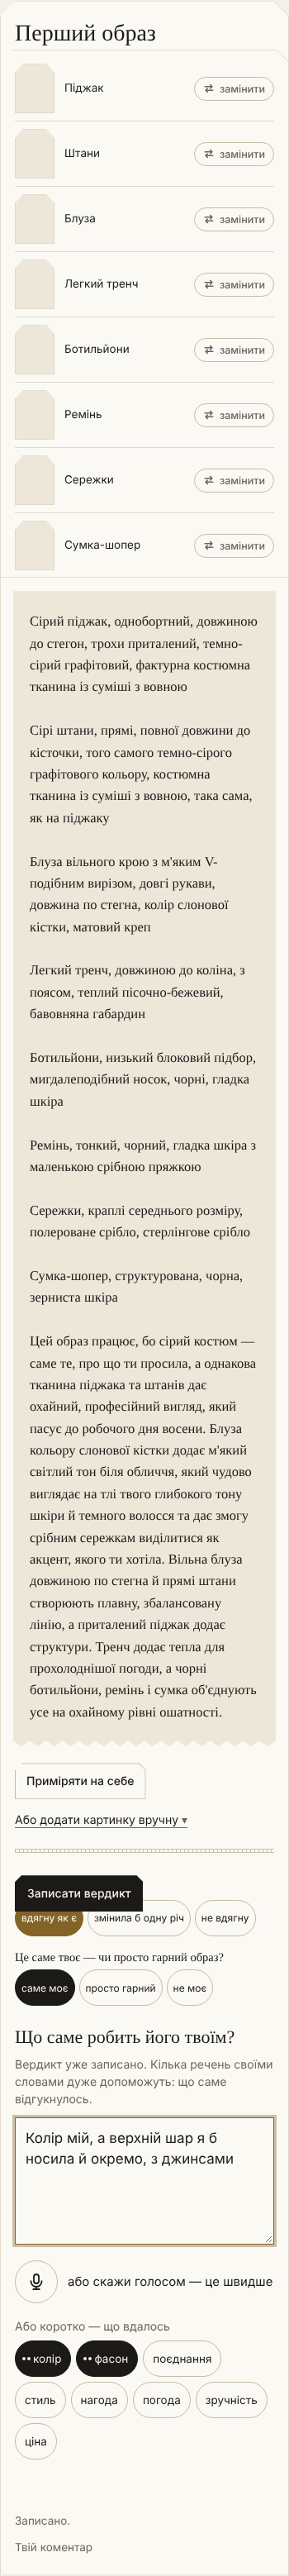 Перший образ
Піджак
⇄ замінити
Штани
⇄ замінити
Блуза
⇄ замінити
Легкий тренч
⇄ замінити
Ботильйони
⇄ замінити
Ремінь
⇄ замінити
Сережки
⇄ замінити
Сумка-шопер
⇄ замінити
Сірий піджак, однобортний, довжиною
до стегон, трохи приталений, темно-
сірий графітовий, фактурна костюмна
тканина із суміші з вовною
Сірі штани, прямі, повної довжини до
кісточки, того самого темно-сірого
графітового кольору, костюмна
тканина із суміші з вовною, така сама,
як на піджаку
Блуза вільного крою з м'яким V-
подібним вирізом, довгі рукави,
довжина по стегна, колір слонової
кістки, матовий креп
Легкий тренч, довжиною до коліна, з
поясом, теплий пісочно-бежевий,
бавовняна габардин
Ботильйони, низький блоковий підбор,
мигдалеподібний носок, чорні, гладка
шкіра
Ремінь, тонкий, чорний, гладка шкіра з
маленькою срібною пряжкою
Сережки, краплі середнього розміру,
полероване срібло, стерлінгове срібло
Сумка-шопер, структурована, чорна,
зерниста шкіра
Цей образ працює, бо сірий костюм —
саме те, про що ти просила, а однакова
тканина піджака та штанів дає
охайний, професійний вигляд, який
пасує до робочого дня восени. Блуза
кольору слонової кістки додає м'який
світлий тон біля обличчя, який чудово
виглядає на тлі твого глибокого тону
шкіри й темного волосся та дає змогу
срібним сережкам виділитися як
акцент, якого ти хотіла. Вільна блуза
довжиною по стегна й прямі штани
створюють плавну, збалансовану
лінію, а приталений піджак додає
структури. Тренч додає тепла для
прохолоднішої погоди, а чорні
ботильйони, ремінь і сумка об'єднують
усе на охайному рівні ошатності.
Приміряти на себе
Або додати картинку вручну ▾
Записати вердикт
вдягну як є
змінила б одну річ
не вдягну
Це саме твоє — чи просто гарний образ?
саме моє
просто гарний
не моє
Що саме робить його твоїм?
Вердикт уже записано. Кілька речень своїми
словами дуже допоможуть: що саме
відгукнулось.
Колір мій, а верхній шар я б
носила й окремо, з джинсами
або скажи голосом — це швидше
Або коротко — що вдалось
•• колір
•• фасон
поєднання
стиль
нагода
погода
зручність
ціна
Записано.
Твій коментар